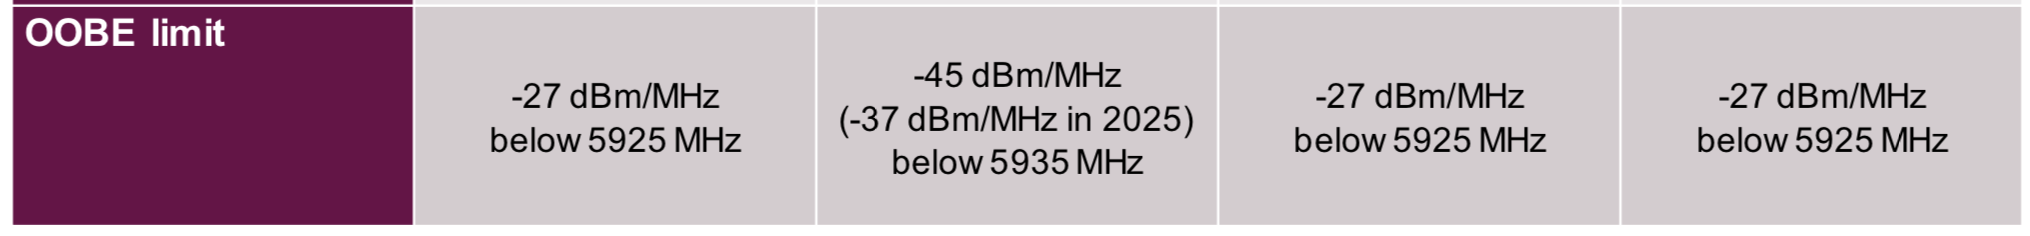 OOBE limit
-27 dBm/MHz
below 5925 MHz
-45 dBm/MHz
(-37 dBm/MHz in 2025)
below 5935 MHz
-27 dBm/MHz
below 5925 MHz
-27 dBm/MHz
below 5925 MHz